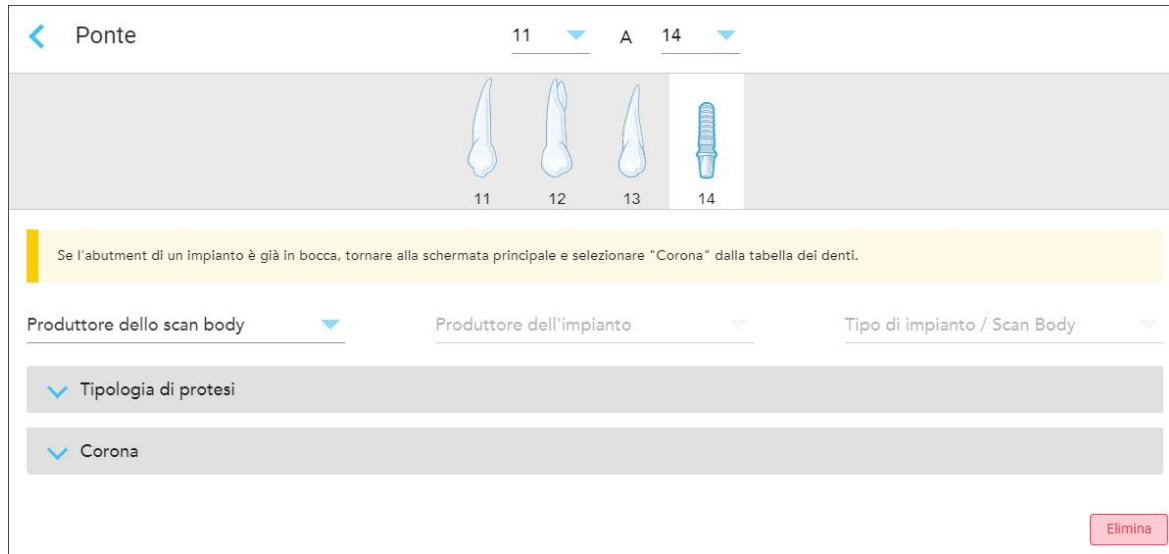 Ponte 11 A 14
11 12 13 14
Se l'abutment di un impianto è già in bocca, tornare alla schermata principale e selezionare "Corona" dalla tabella dei denti.
Produttore dello scan body Produttore dell'impianto Tipo di impianto / Scan Body
Tipologia di protesi
Corona
Elimina